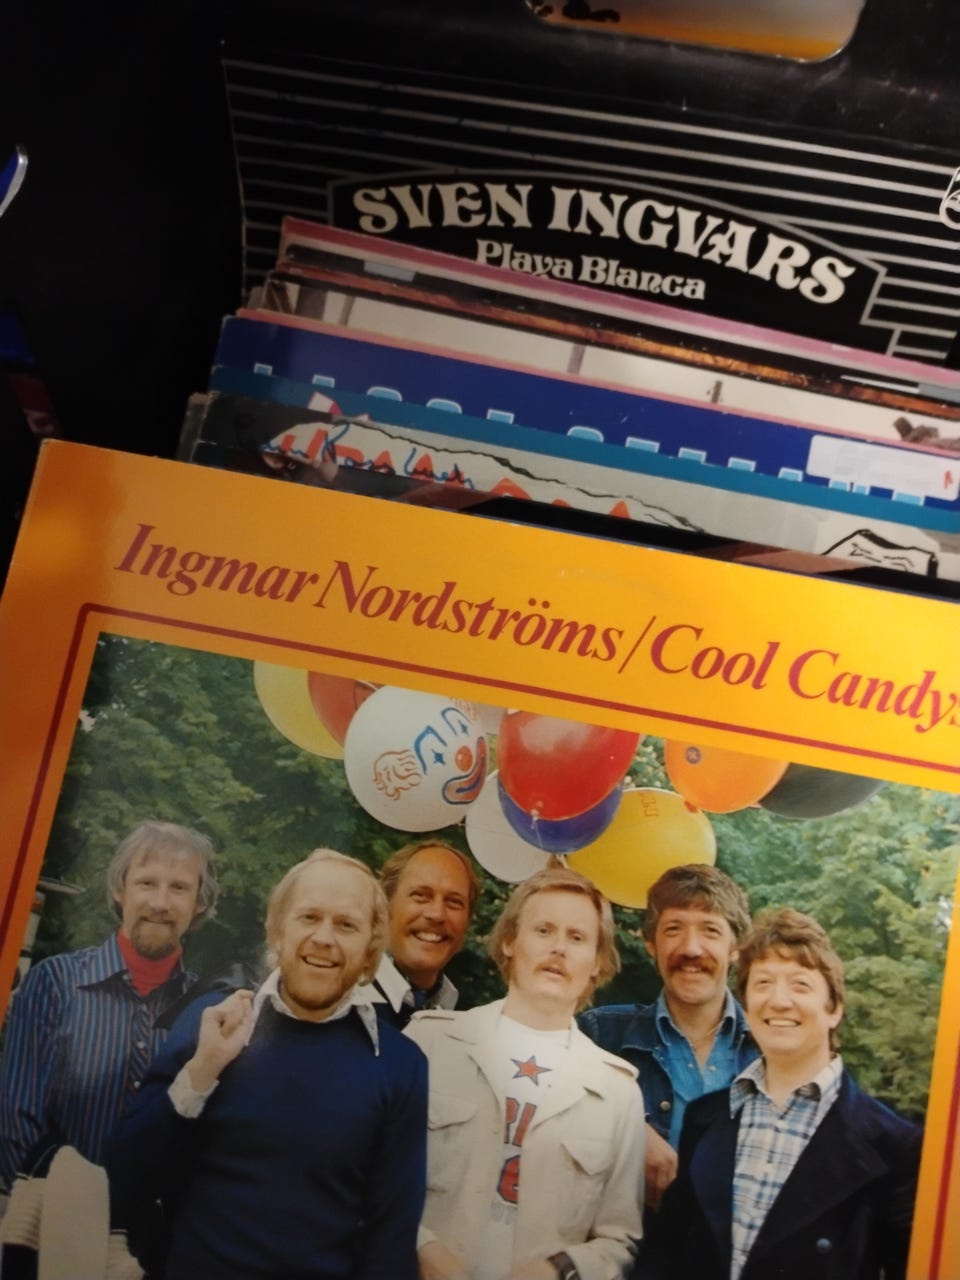 SVEN INGVARS
Playa Blanca
Ingmar Nordströms/Cool Candys